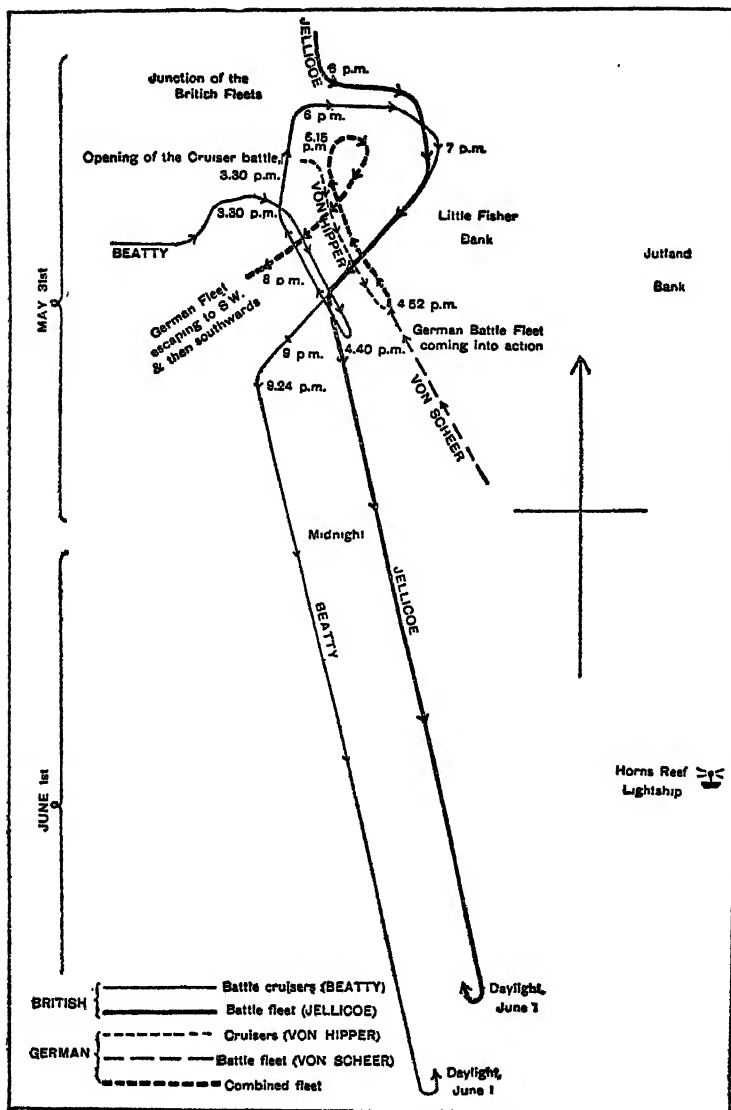 JELLICOE
6 p.m.
Junction of the
British Fleets
6 p m.
6.15
p.m
7 p.m.
Opening of the Cruiser battle,
3.30 p.m.
3.30 p.m.
VON HIPPER
Little Fisher
Bank
Jutland
Bank
BEATTY
8 p m.
German Fleet
escaping to S W.
& then southwards
4.52 p.m.
German Battle Fleet
coming into action
9 p m.
4.40 p.m.
9.24 p.m.
VON SCHEER
MAY 31st
Midnight
BEATTY
JELLICOE
JUNE 1st
Horns Reef
Lightship
BRITISH
Battle cruisers (BEATTY)
Battle fleet (JELLICOE)
GERMAN
Cruisers (VON HIPPER)
Battle fleet (VON SCHEER)
Combined fleet
Daylight,
June 1
Daylight,
June 1